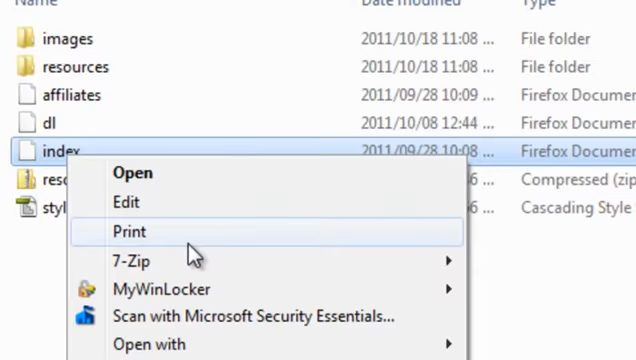 Name Date modified Type
images 2011/10/18 11:08 ... File folder
resources 2011/10/18 11:08 ... File folder
affiliates 2011/09/28 10:09 ... Firefox Documen
dl 2011/10/08 12:44 ... Firefox Documen
index 2011/09/28 10:08 ... Firefox Documen
Compressed (zip
Cascading Style
Open
Edit
Print
7-Zip
MyWinLocker
Scan with Microsoft Security Essentials...
Open with